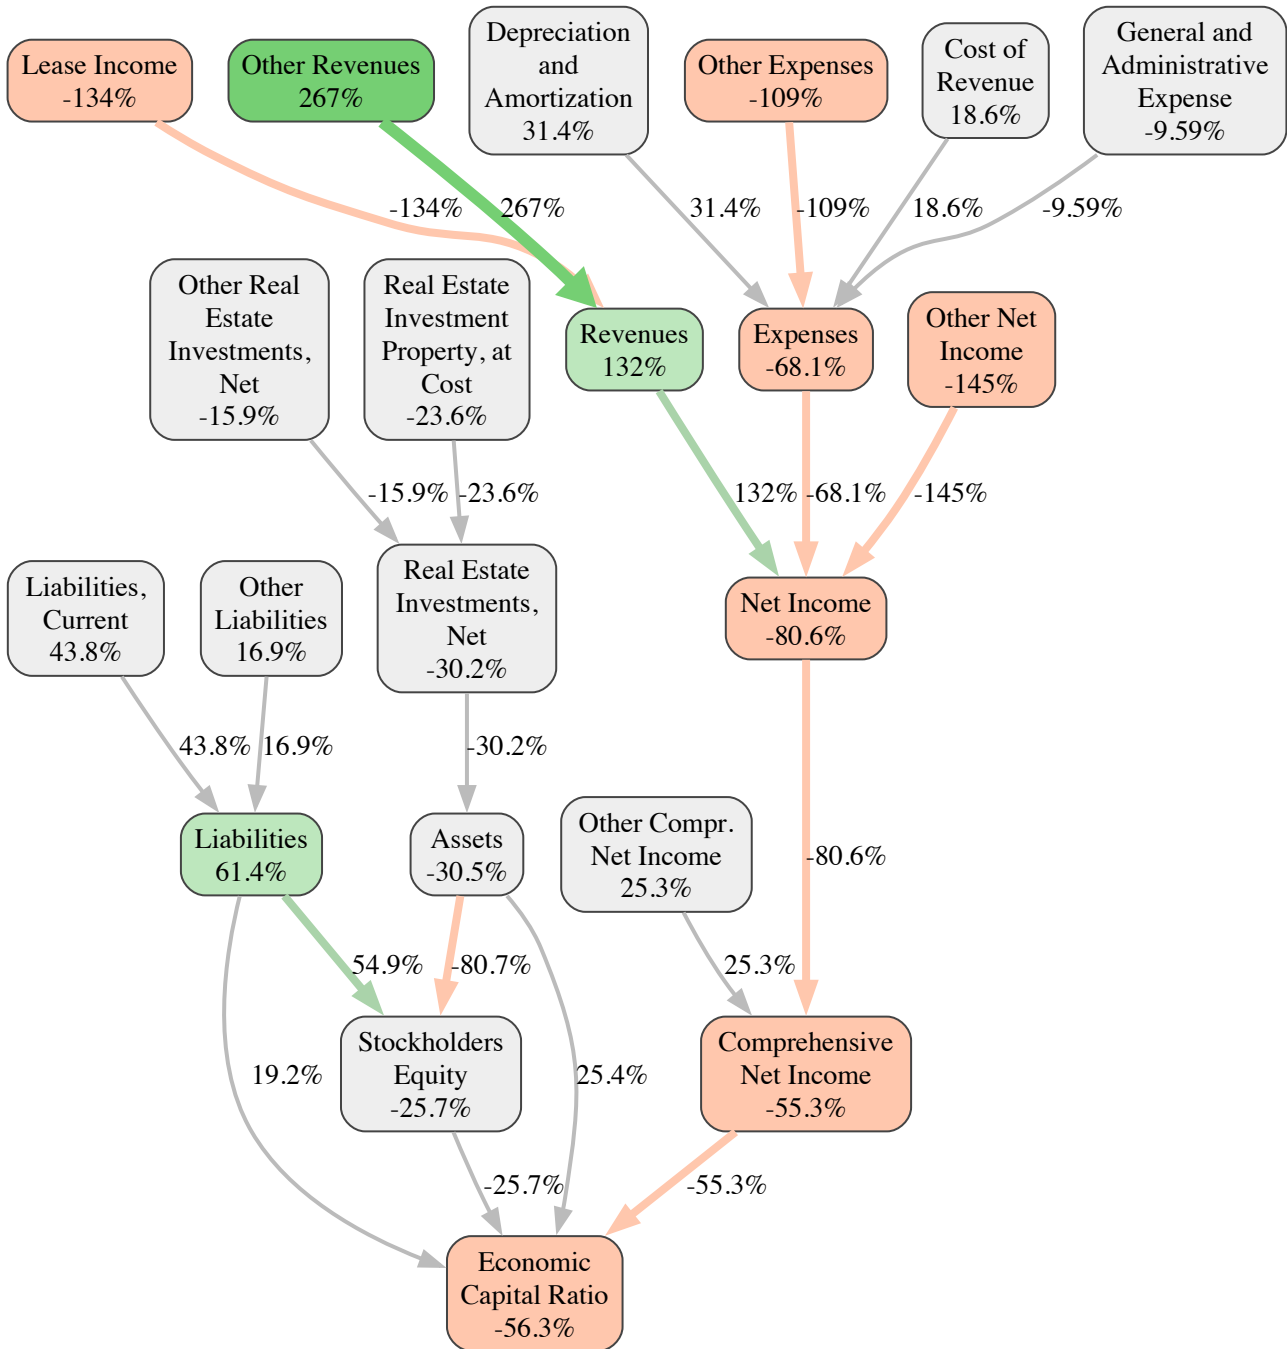 Lease Income
-134%
Other Revenues
267%
Depreciation
and
Amortization
31.4%
Other Expenses
-109%
Cost of
Revenue
18.6%
General and
Administrative
Expense
-9.59%
-134%
267%
31.4%
-109%
18.6%
-9.59%
Other Real
Estate
Investments,
Net
-15.9%
Real Estate
Investment
Property, at
Cost
-23.6%
Revenues
132%
Expenses
-68.1%
Other Net
Income
-145%
-15.9%
-23.6%
132%
-68.1%
-145%
Liabilities,
Current
43.8%
Other
Liabilities
16.9%
Real Estate
Investments,
Net
-30.2%
Net Income
-80.6%
43.8%
16.9%
-30.2%
Liabilities
61.4%
Assets
-30.5%
Other Compr.
Net Income
25.3%
-80.6%
54.9%
-80.7%
25.3%
19.2%
Stockholders
Equity
-25.7%
25.4%
Comprehensive
Net Income
-55.3%
-25.7%
-55.3%
Economic
Capital Ratio
-56.3%